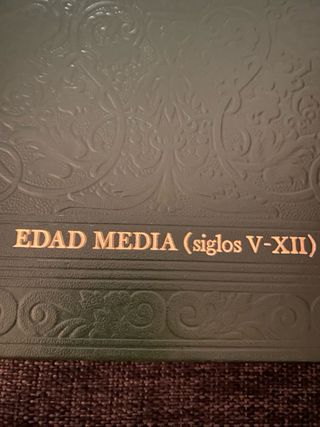 EDAD MEDIA (siglos V-XII)